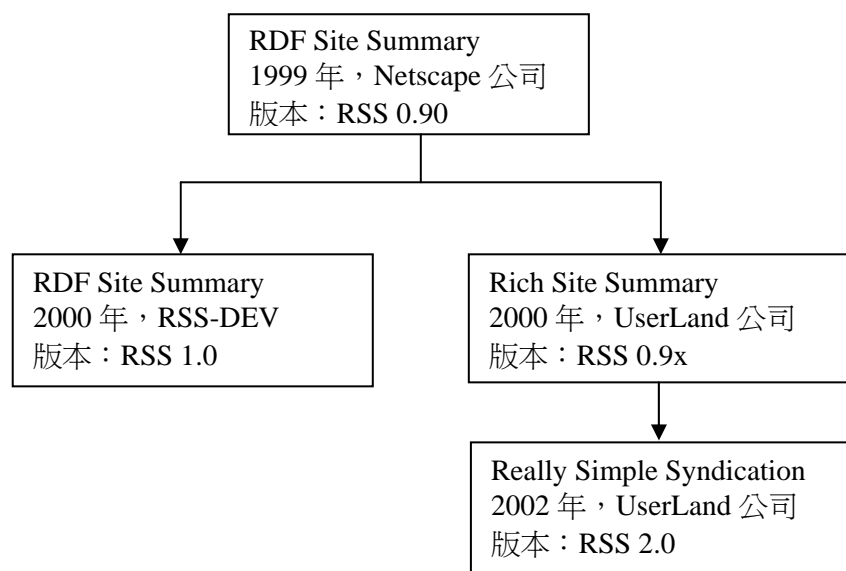 RDF Site Summary
1999 年，Netscape 公司
版本：RSS 0.90
RDF Site Summary
2000 年，RSS-DEV
版本：RSS 1.0
Rich Site Summary
2000 年，UserLand 公司
版本：RSS 0.9x
Really Simple Syndication
2002 年，UserLand 公司
版本：RSS 2.0